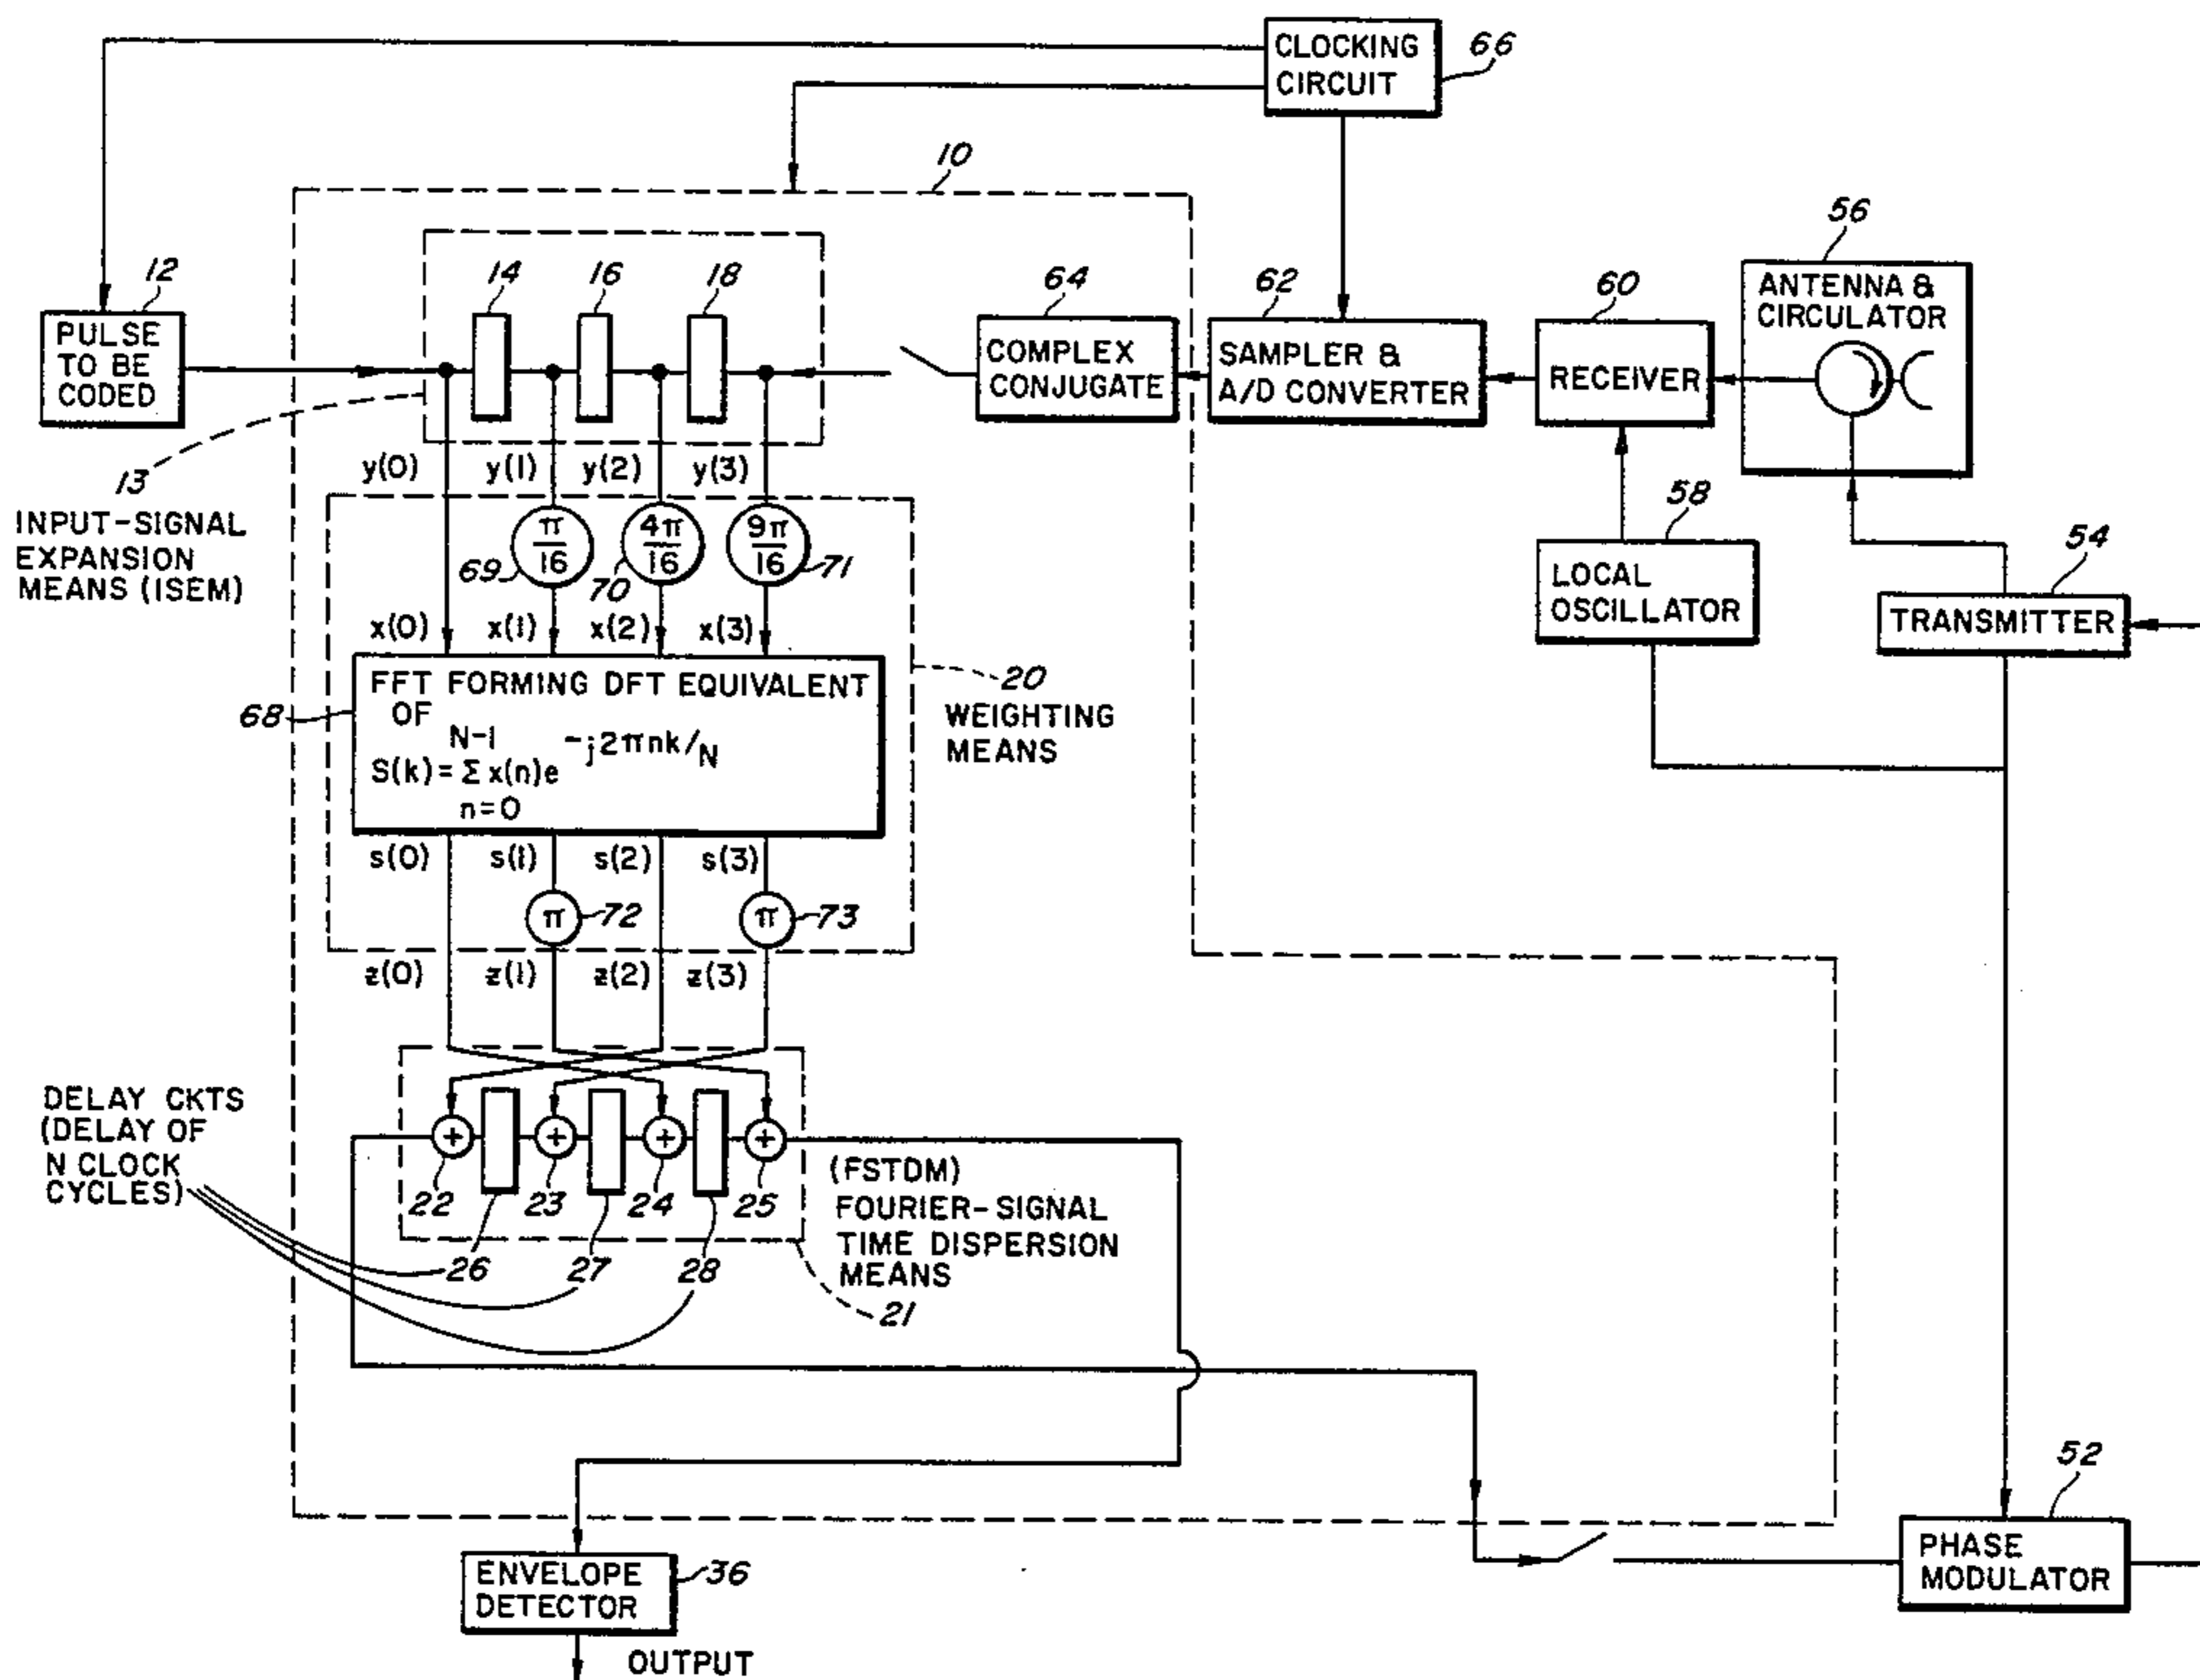 CLOCKING
CIRCUIT
66
10
56
12
14
16
18
64
62
60
ANTENNA &
CIRCULATOR
PULSE
TO BE
CODED
COMPLEX
CONJUGATE
SAMPLER &
A/D CONVERTER
RECEIVER
13
y(0) y(1) y(2) y(3)
INPUT-SIGNAL
EXPANSION
MEANS (ISEM)
π/16
4π/16
9π/16
69
70
71
58
54
LOCAL
OSCILLATOR
TRANSMITTER
x(0) x(1) x(2) x(3)
68
FFT FORMING DFT EQUIVALENT
OF
N-1
S(k) = Σ x(n)e -j2πnk/N
n=0
20
WEIGHTING
MEANS
s(0) s(1) s(2) s(3)
π
72
π
73
z(0) z(1) z(2) z(3)
DELAY CKTS
(DELAY OF
N CLOCK
CYCLES)
+ + + +
22 23 24 25
26 27 28
(FSTDM)
FOURIER-SIGNAL
TIME DISPERSION
MEANS
21
52
PHASE
MODULATOR
ENVELOPE
DETECTOR
36
OUTPUT